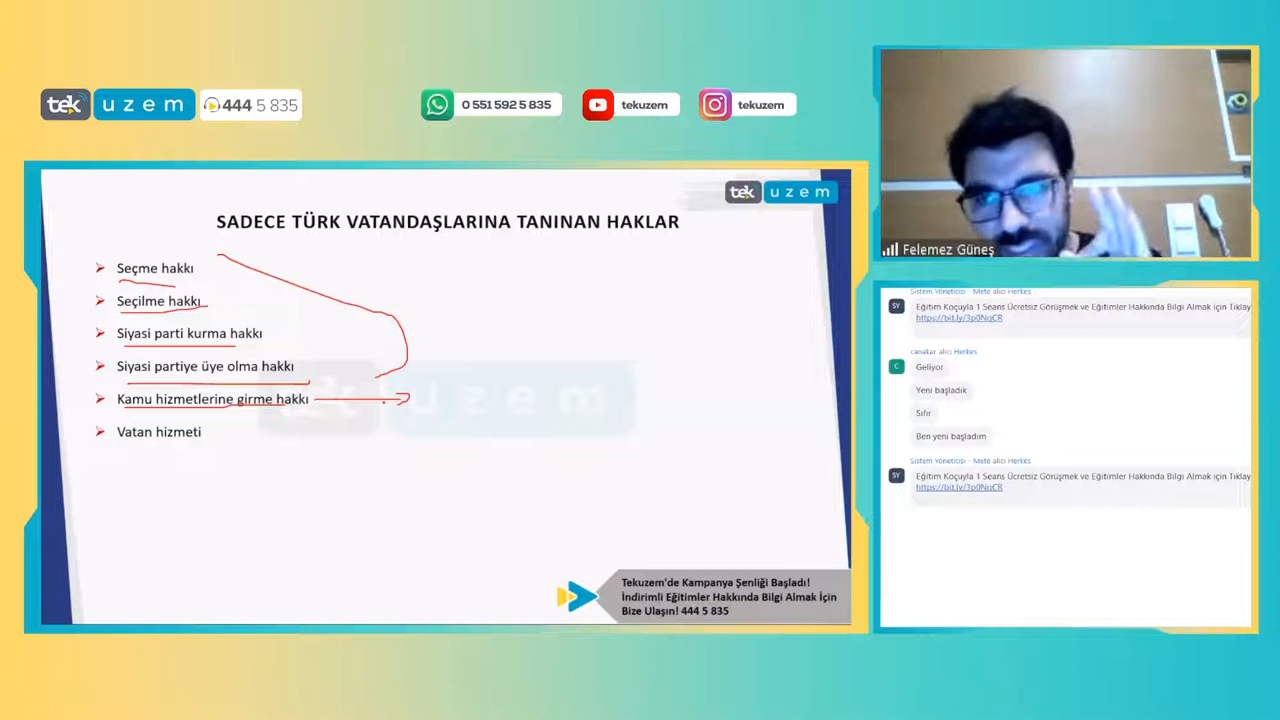 tek uzem 444 5 835
0 551 592 5 835
tekuzem
tekuzem
tek uzem
SADECE TÜRK VATANDAŞLARINA TANINAN HAKLAR
Seçme hakkı
Seçilme hakkı
Siyasi parti kurma hakkı
Siyasi partiye üye olma hakkı
Kamu hizmetlerine girme hakkı
Vatan hizmeti
tek uzem
Tekuzem'de Kampanya Şenliği Başladı!
İndirimli Eğitimler Hakkında Bilgi Almak İçin
Bize Ulaşın! 444 5 835
Felemez Güneş
Sistem Yöneticisi - Mete alıcı Herkes
SY
Eğitim Koçuyla 1 Seans Ücretsiz Görüşmek ve Eğitimler Hakkında Bilgi Almak için Tıklay
https://bit.ly/3p0NqCR
canakar alıcı Herkes
C
Geliyor
Yeni başladık
Sıfır
Ben yeni başladım
Sistem Yöneticisi - Mete alıcı Herkes
SY
Eğitim Koçuyla 1 Seans Ücretsiz Görüşmek ve Eğitimler Hakkında Bilgi Almak için Tıklay
https://bit.ly/3p0NqCR